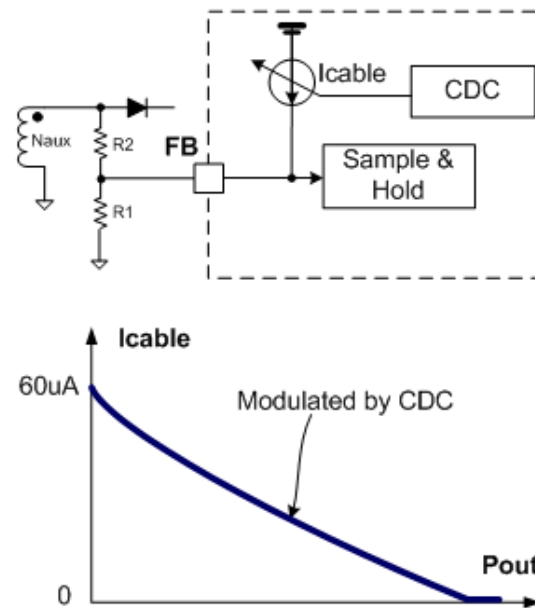 Icable
CDC
Naux
R2
FB
Sample &
Hold
R1
Icable
60uA
Modulated by CDC
Pout
0